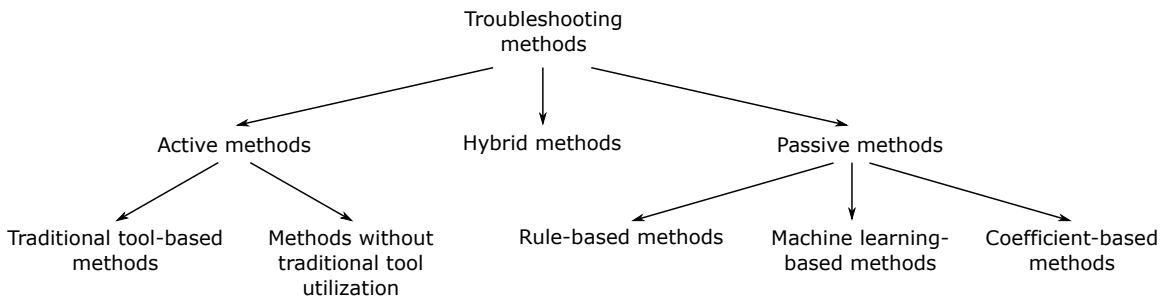 Troubleshooting
methods
Active methods
Hybrid methods
Passive methods
Traditional tool-based
methods
Methods without
traditional tool
utilization
Rule-based methods
Machine learning-
based methods
Coefficient-based
methods